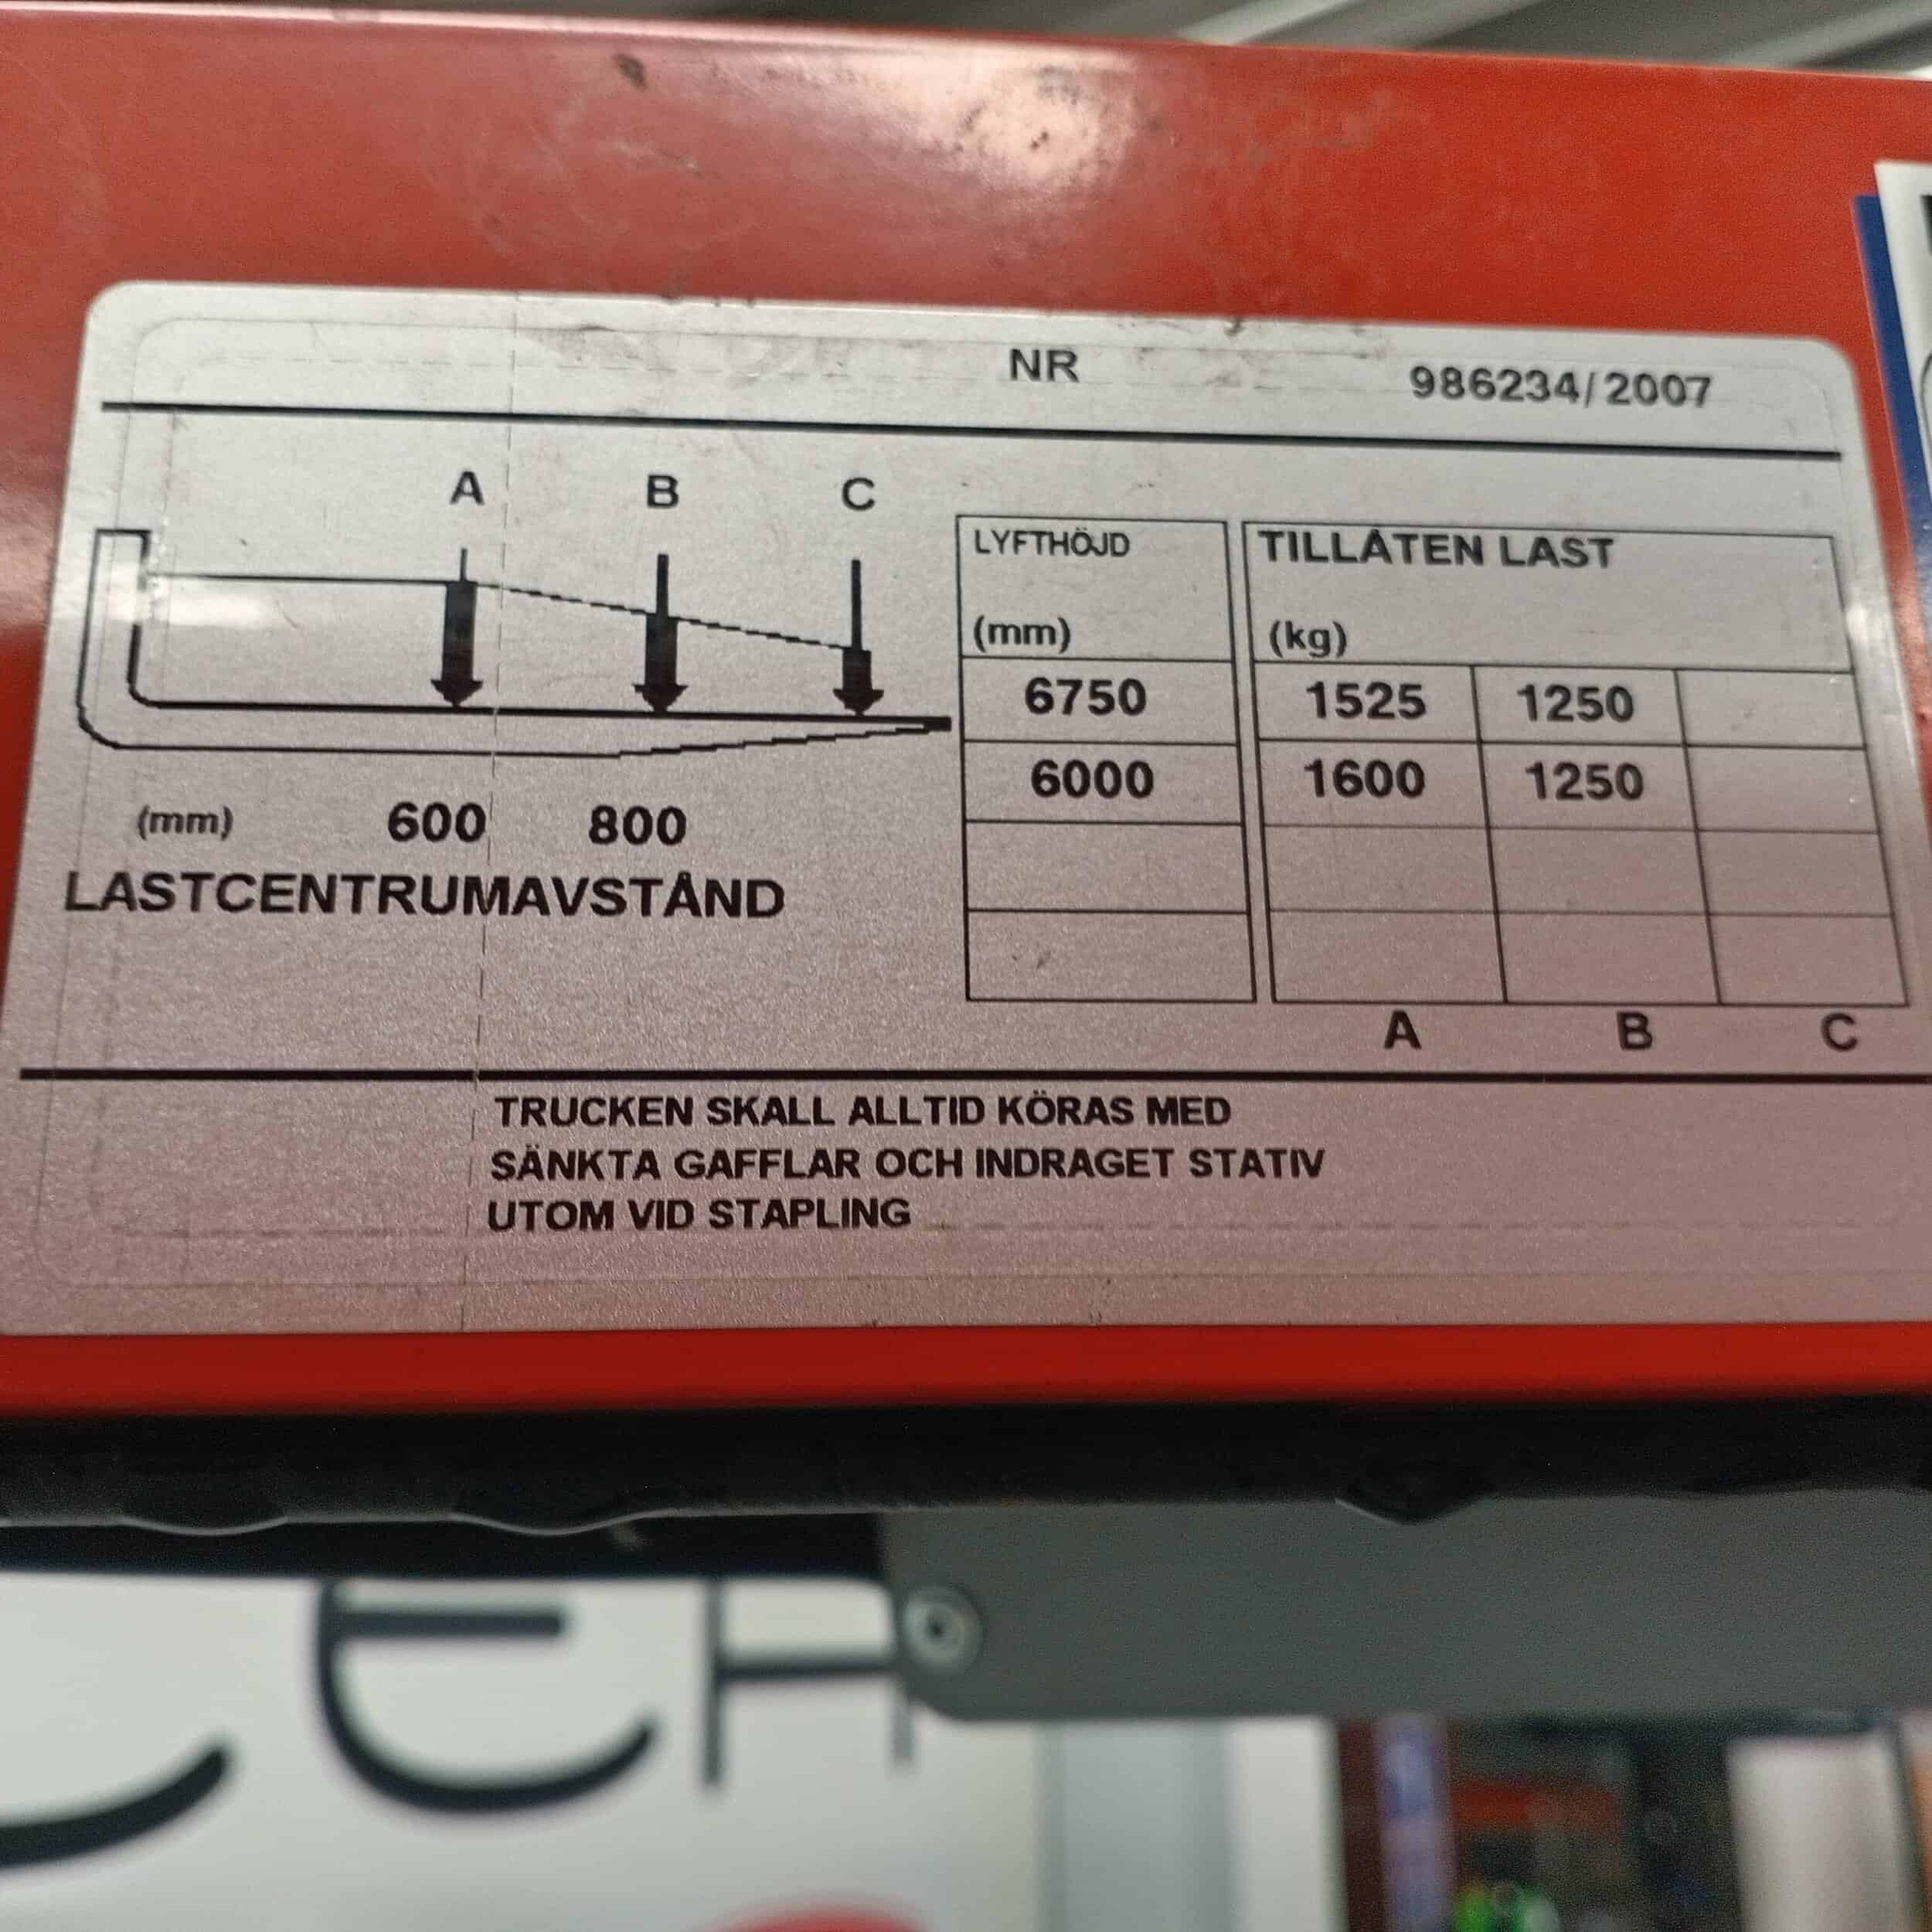 NR 986234/2007
A B C
LYFTHÖJD
(mm)
TILLÅTEN LAST
(kg)
6750 1525 1250
6000 1600 1250
(mm) 600 800
LASTCENTRUMAVSTÅND
A B C
TRUCKEN SKALL ALLTID KÖRAS MED
SÄNKTA GAFFLAR OCH INDRAGET STATIV
UTOM VID STAPLING